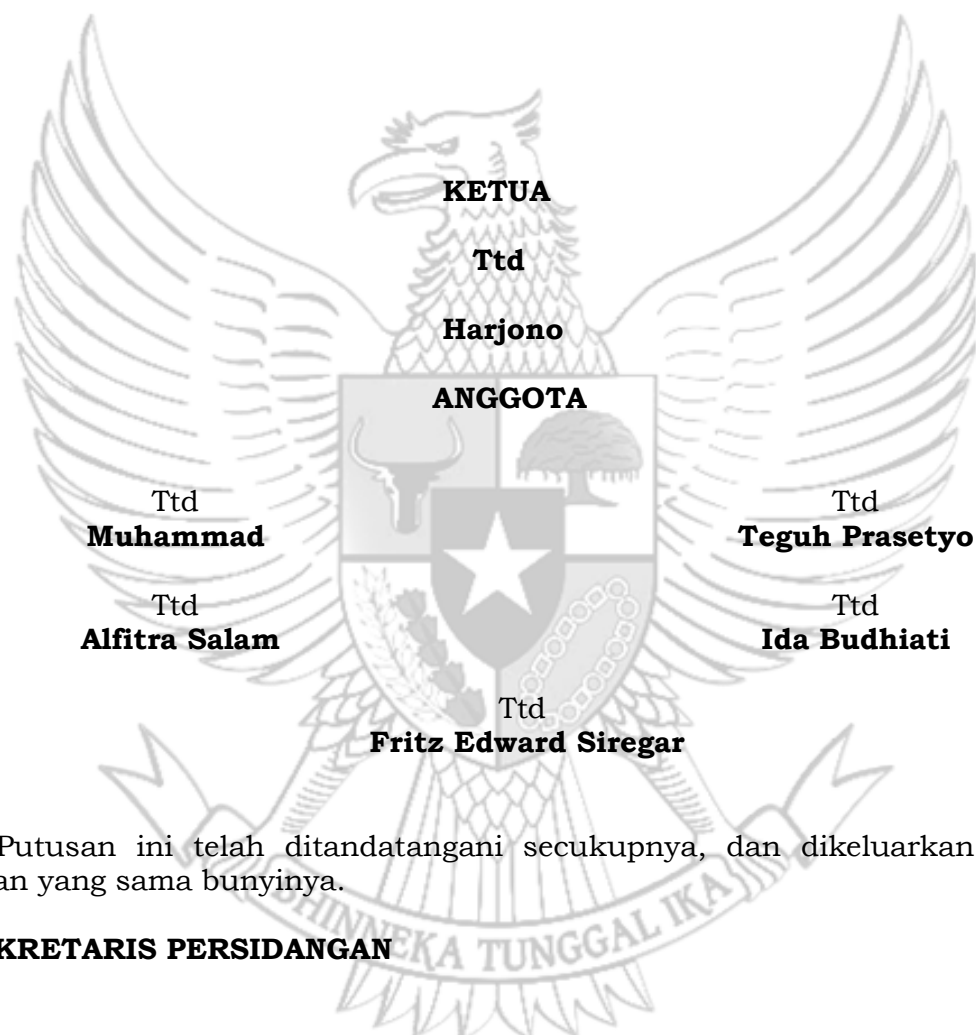 KETUA
Ttd
Harjono
ANGGOTA
Ttd Ttd
Muhammad Teguh Prasetyo
Ttd Ttd
Alfitra Salam Ida Budhiati
Ttd
Fritz Edward Siregar
Putusan ini telah ditandatangani secukupnya, dan dikeluarkan
an yang sama bunyinya.
KRETARIS PERSIDANGAN
HINNEKA TUNGGAL IKA